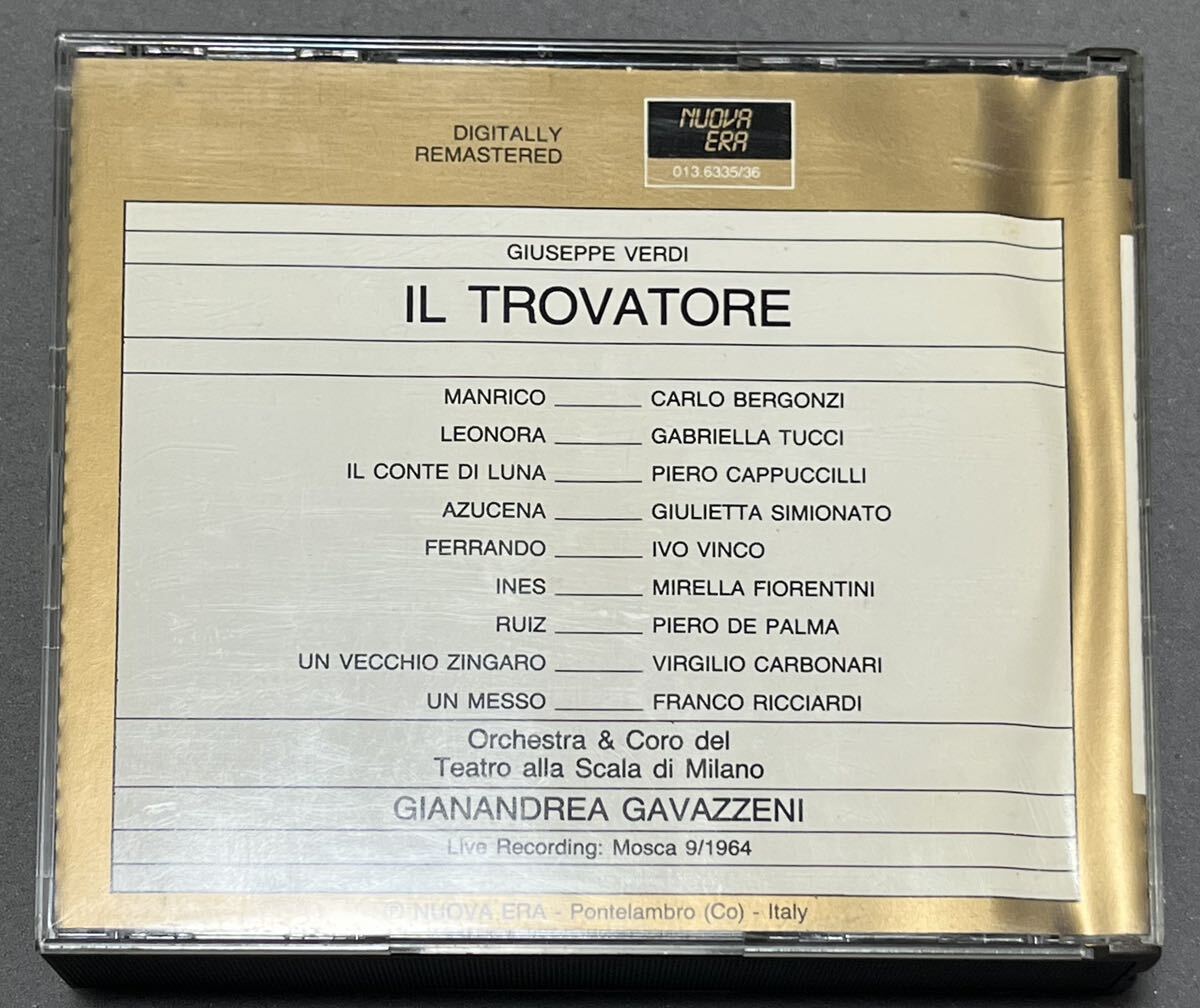 DIGITALLY
REMASTERED
NUOVA
ERA
013.6335/36
GIUSEPPE VERDI
IL TROVATORE
MANRICO CARLO BERGONZI
LEONORA GABRIELLA TUCCI
IL CONTE DI LUNA PIERO CAPPUCCILLI
AZUCENA GIULIETTA SIMIONATO
FERRANDO IVO VINCO
INES MIRELLA FIORENTINI
RUIZ PIERO DE PALMA
UN VECCHIO ZINGARO VIRGILIO CARBONARI
UN MESSO FRANCO RICCIARDI
Orchestra & Coro del
Teatro alla Scala di Milano
GIANANDREA GAVAZZENI
Live Recording: Mosca 9/1964
℗ NUOVA ERA - Pontelambro (Co) - Italy